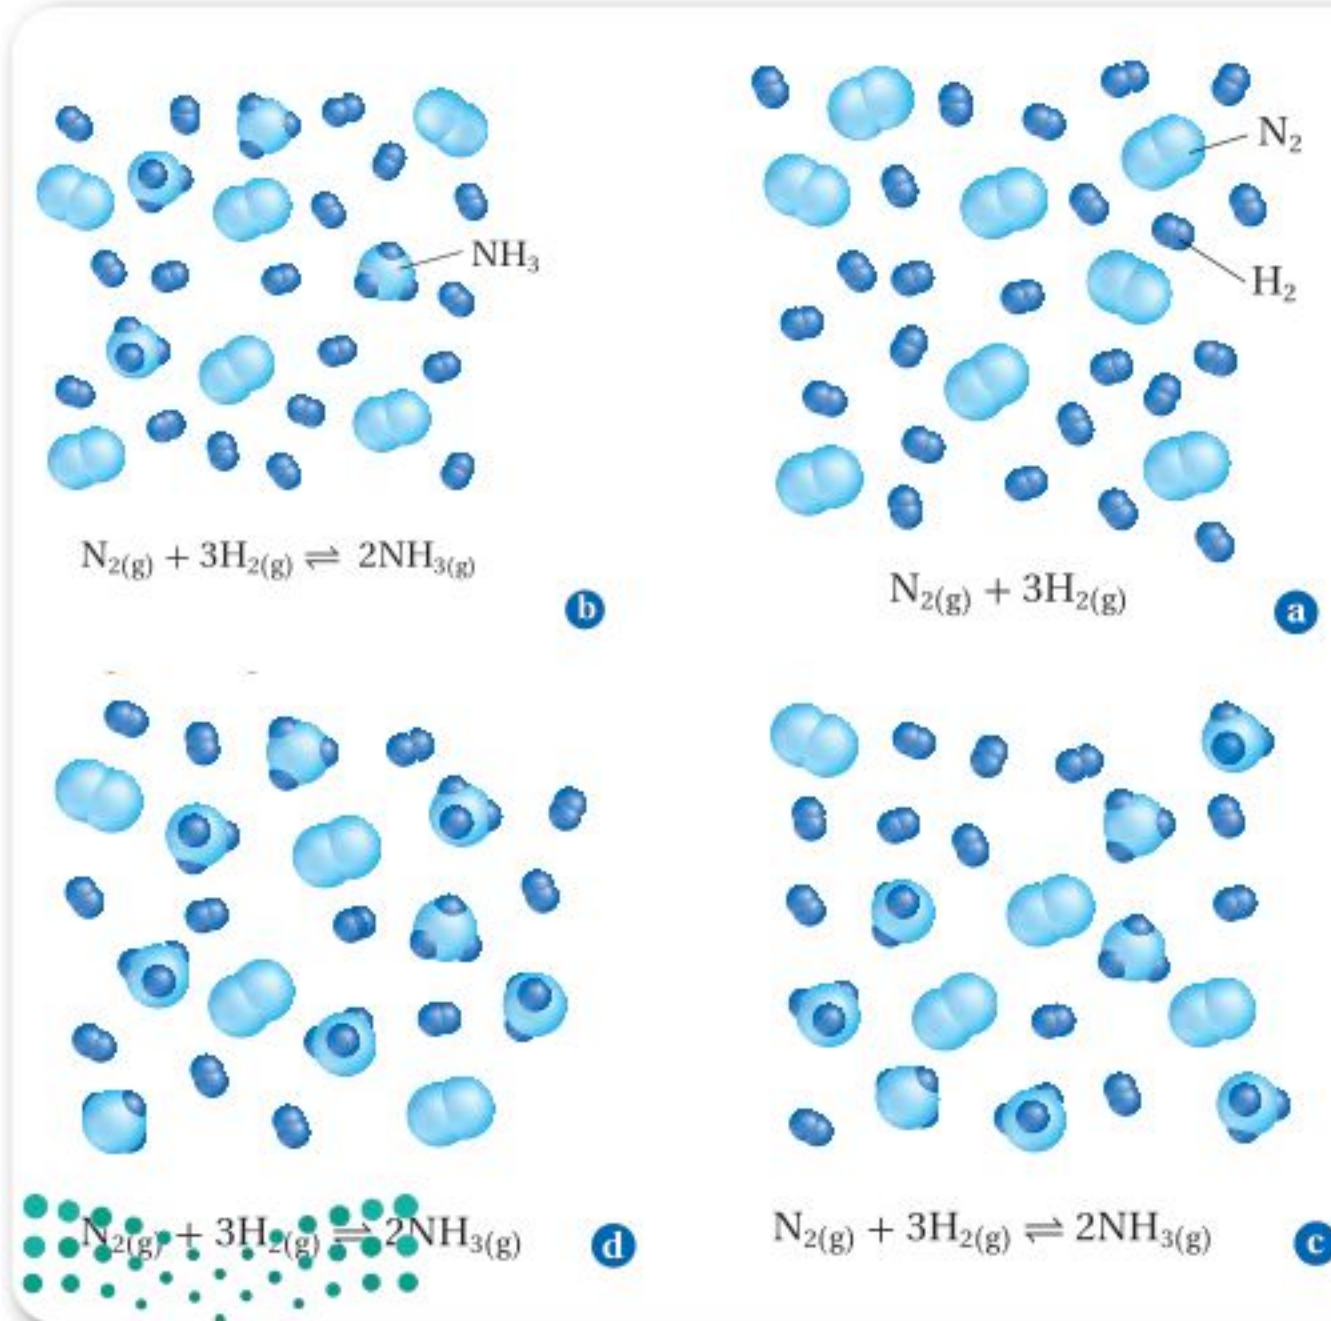 N₂
H₂
N₂(g) + 3H₂(g)
a
NH₃
N₂(g) + 3H₂(g) ⇌ 2NH₃(g)
b
N₂(g) + 3H₂(g) ⇌ 2NH₃(g)
c
N₂(g) + 3H₂(g) ⇌ 2NH₃(g)
d